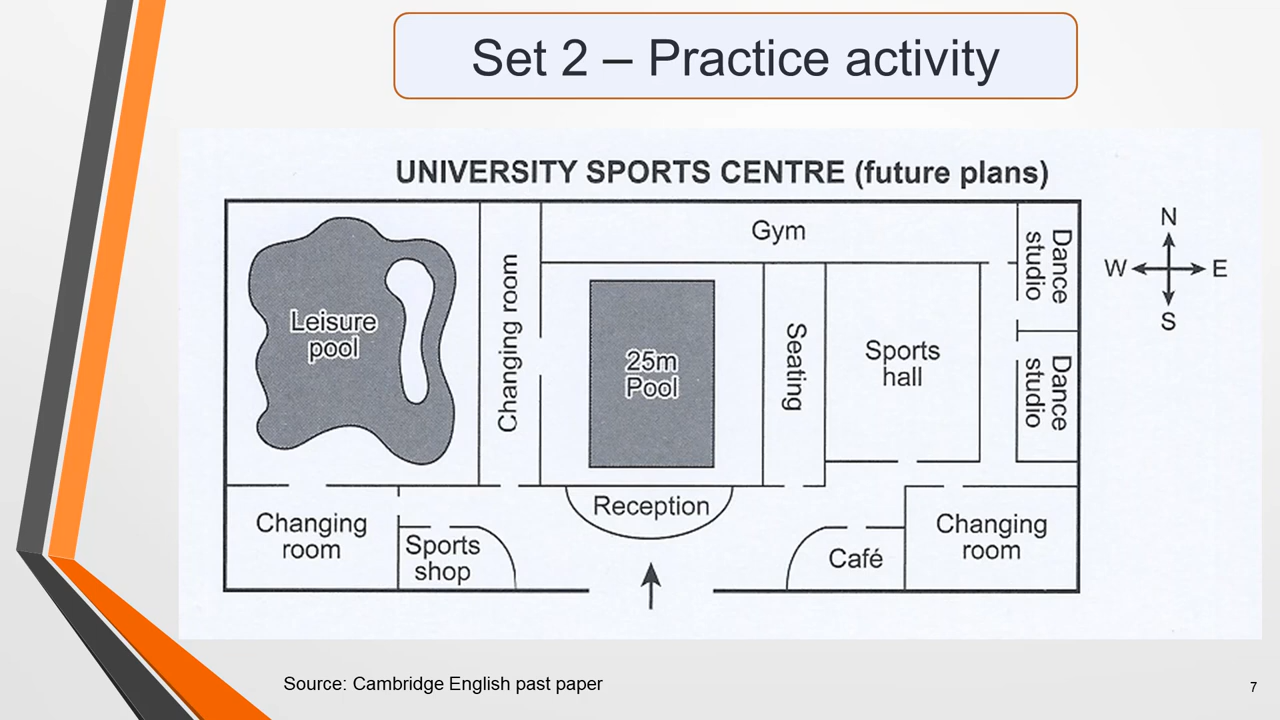 Set 2 – Practice activity
UNIVERSITY SPORTS CENTRE (future plans)
Gym
N
W
E
S
Dance
studio
Changing room
Leisure
pool
25m
Pool
Seating
Sports
hall
Dance
studio
Reception
Changing
room
Sports
shop
Café
Changing
room
Source: Cambridge English past paper
7